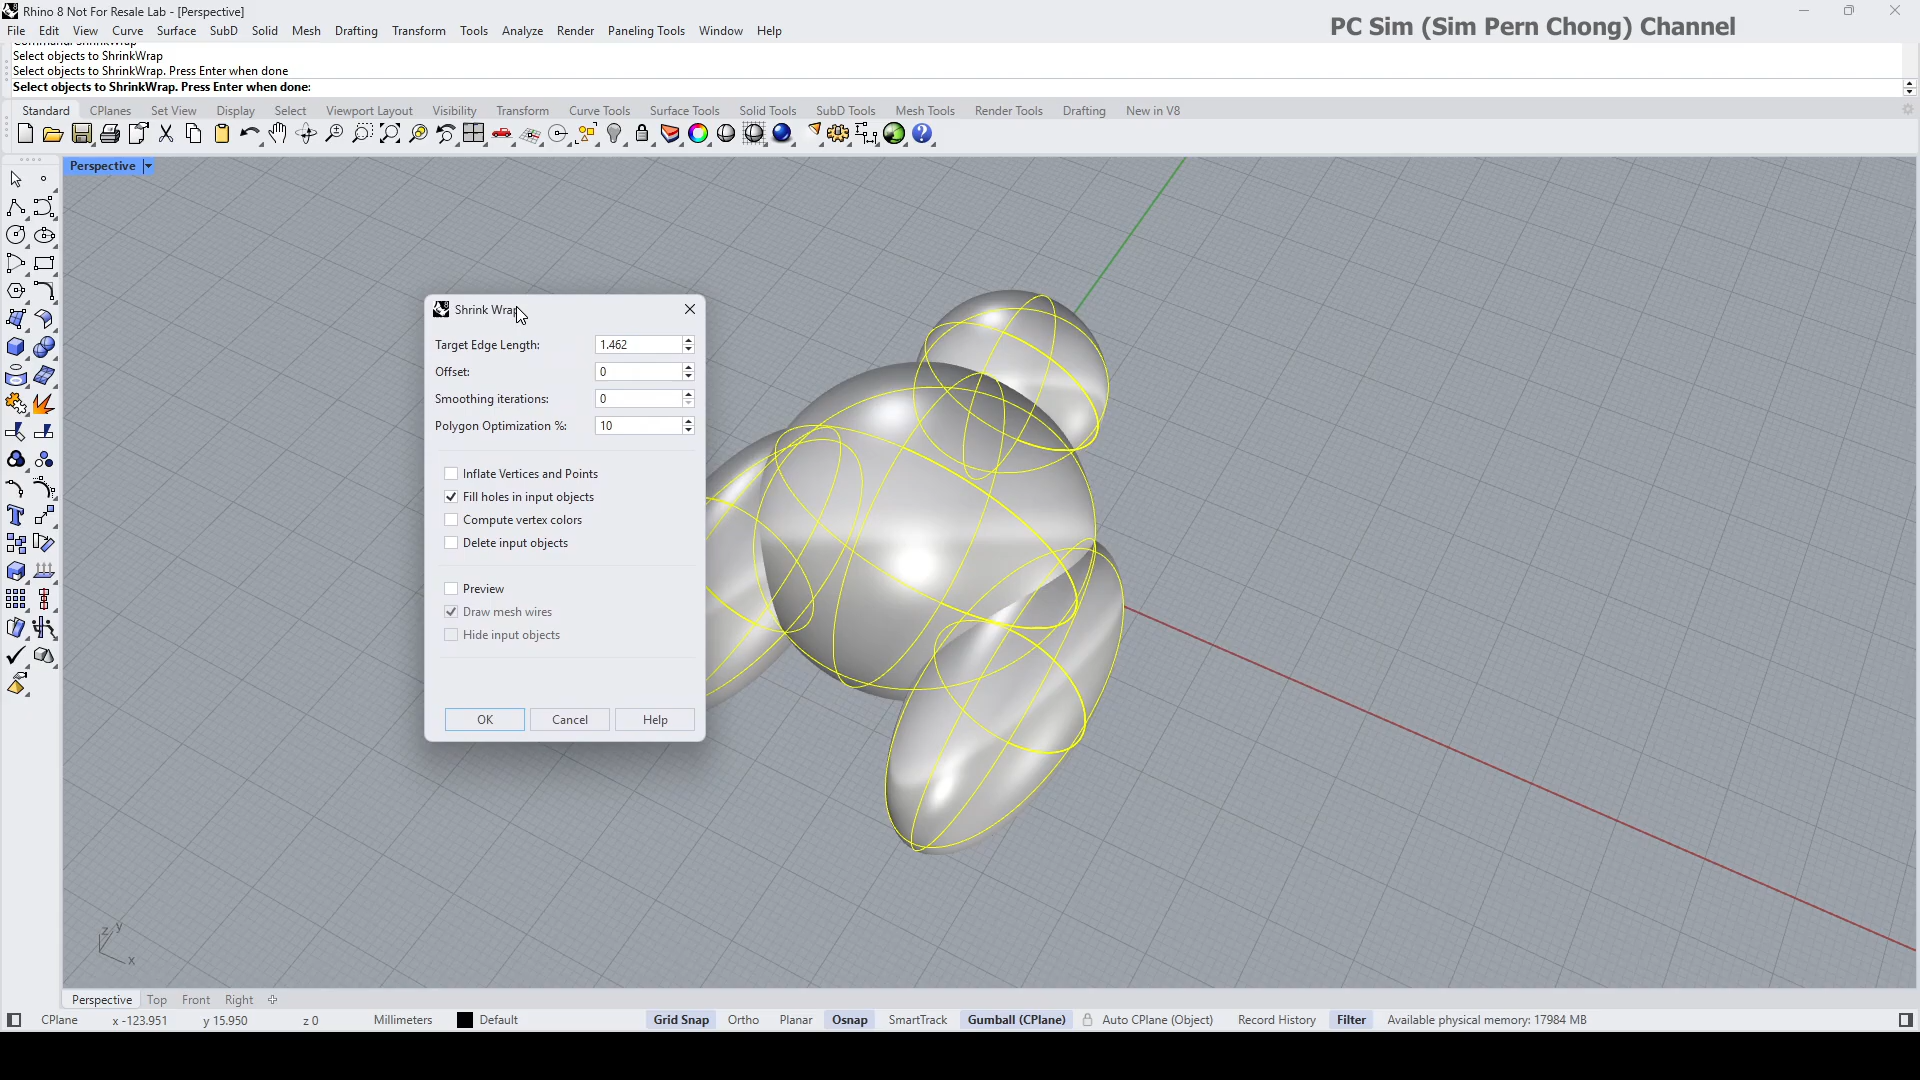 Rhino 8 Not For Resale Lab - [Perspective]
PC Sim (Sim Pern Chong) Channel
File Edit View Curve Surface SubD Solid Mesh Drafting Transform Tools Analyze Render Paneling Tools Window Help
Select objects to ShrinkWrap
Select objects to ShrinkWrap. Press Enter when done
Select objects to ShrinkWrap. Press Enter when done:
Standard CPlanes Set View Display Select Viewport Layout Visibility Transform Curve Tools Surface Tools Solid Tools SubD Tools Mesh Tools Render Tools Drafting New in V8
Perspective
Shrink Wrap
Target Edge Length: 1.462
Offset: 0
Smoothing iterations: 0
Polygon Optimization %: 10
Inflate Vertices and Points
Fill holes in input objects
Compute vertex colors
Delete input objects
Preview
Draw mesh wires
Hide input objects
OK Cancel Help
z y
x
Perspective Top Front Right
CPlane x -123.951 y 15.950 z 0 Millimeters Default Grid Snap Ortho Planar Osnap SmartTrack Gumball (CPlane) Auto CPlane (Object) Record History Filter Available physical memory: 17984 MB